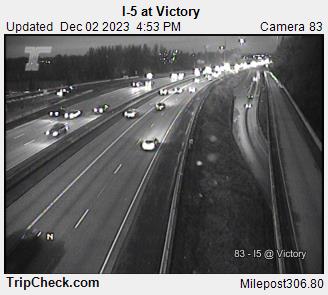 I-5 at Victory
Updated Dec 02 2023 4:53 PM Camera 83
T
N
83 - I5 @ Victory
TripCheck.com Milepost306.80